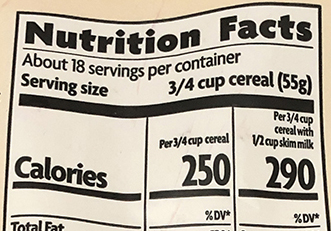 Nutrition Facts
About 18 servings per container
Serving size 3/4 cup cereal (55g)
Per 3/4 cup cereal
Per 3/4 cup cereal with 1/2 cup skim milk
Calories 250 290
%DV* %DV*
Total Fat